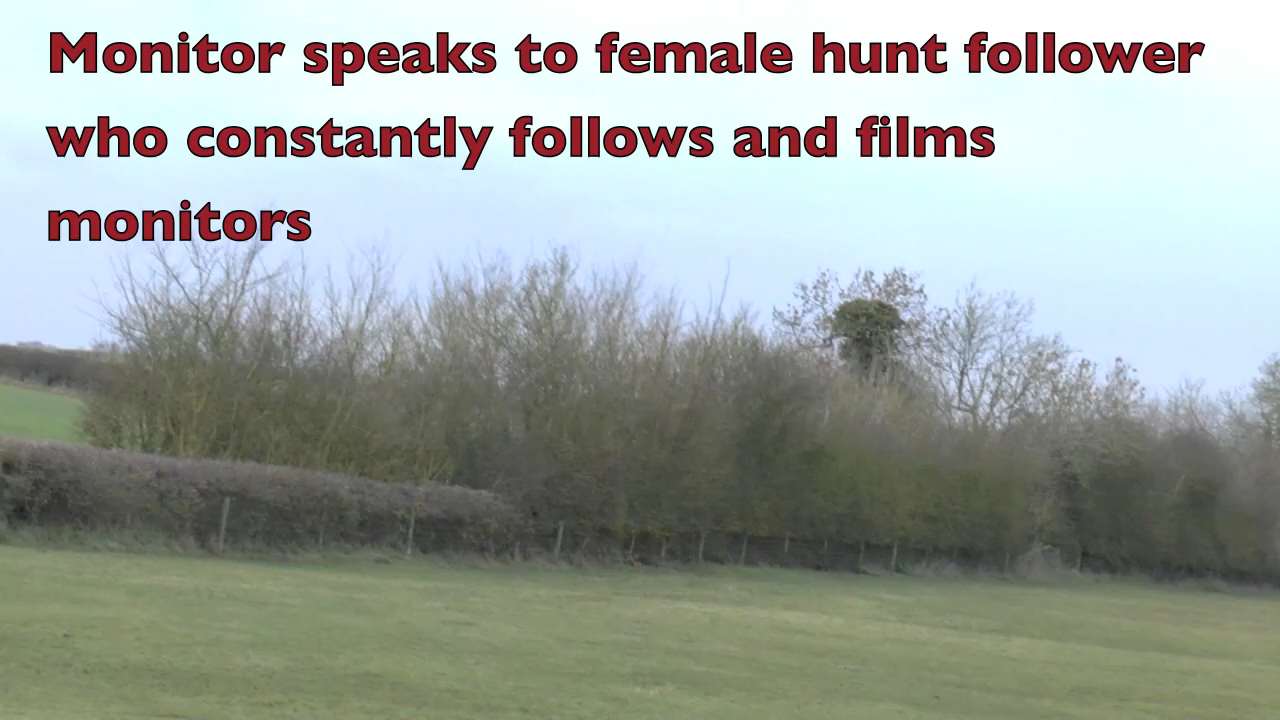 Monitor speaks to female hunt follower
who constantly follows and films
monitors